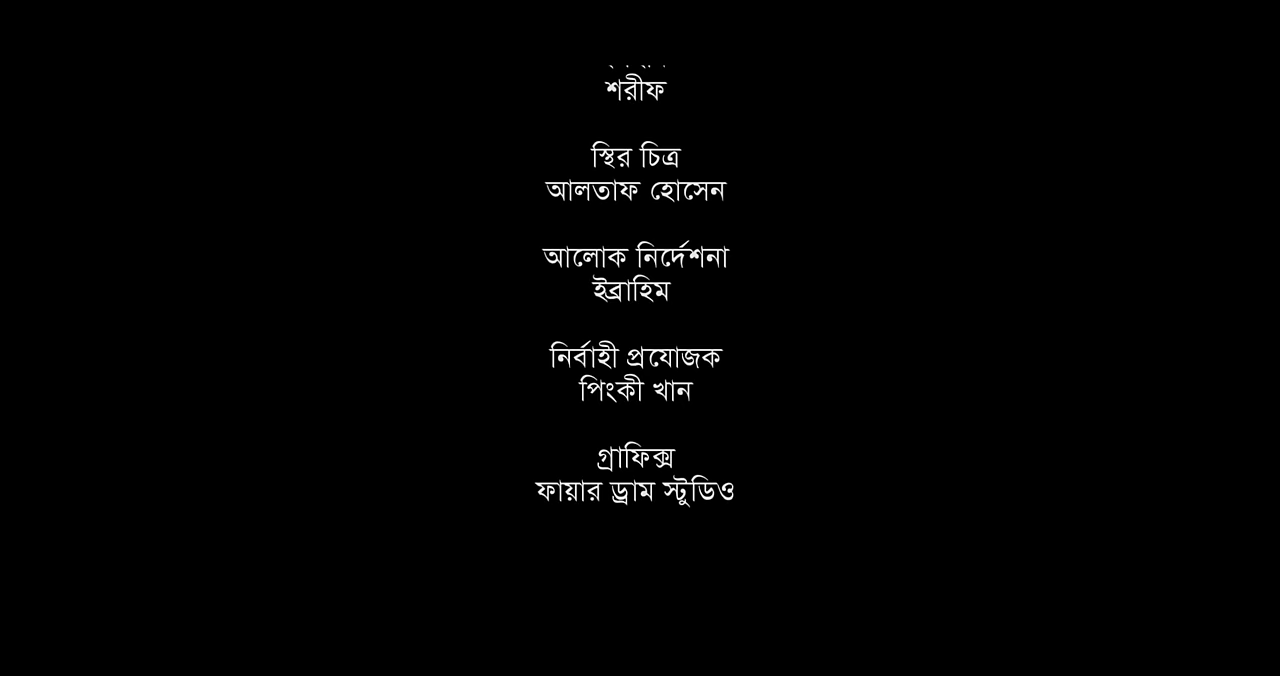 শরীফ
স্থির চিত্র
আলতাফ হোসেন
আলোক নির্দেশনা
ইব্রাহিম
নির্বাহী প্রযোজক
পিংকী খান
গ্রাফিক্স
ফায়ার ড্রাম স্টুডিও